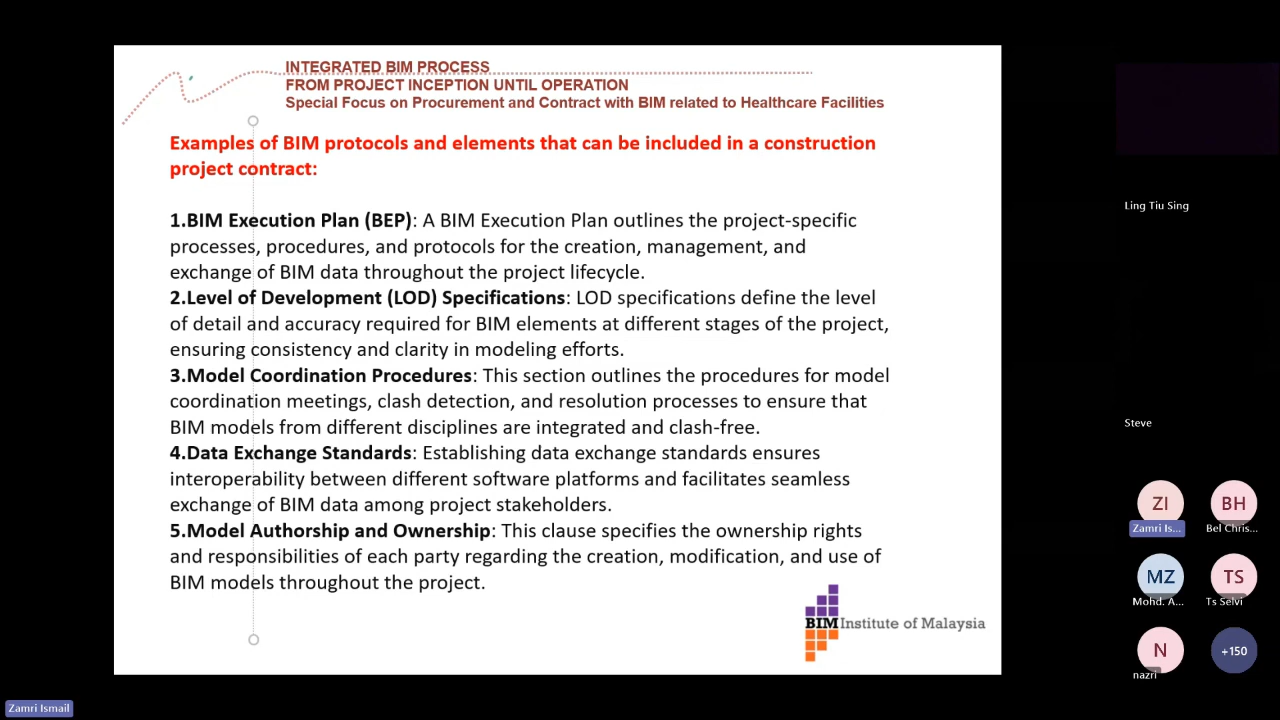 INTEGRATED BIM PROCESS
FROM PROJECT INCEPTION UNTIL OPERATION
Special Focus on Procurement and Contract with BIM related to Healthcare Facilities
Examples of BIM protocols and elements that can be included in a construction
project contract:
1.BIM Execution Plan (BEP): A BIM Execution Plan outlines the project-specific
processes, procedures, and protocols for the creation, management, and
exchange of BIM data throughout the project lifecycle.
2.Level of Development (LOD) Specifications: LOD specifications define the level
of detail and accuracy required for BIM elements at different stages of the project,
ensuring consistency and clarity in modeling efforts.
3.Model Coordination Procedures: This section outlines the procedures for model
coordination meetings, clash detection, and resolution processes to ensure that
BIM models from different disciplines are integrated and clash-free.
4.Data Exchange Standards: Establishing data exchange standards ensures
interoperability between different software platforms and facilitates seamless
exchange of BIM data among project stakeholders.
5.Model Authorship and Ownership: This clause specifies the ownership rights
and responsibilities of each party regarding the creation, modification, and use of
BIM models throughout the project.
BIM Institute of Malaysia
Ling Tiu Sing
Steve
ZI
BH
Zamri Is...
Bel Chris...
MZ
TS
Mohd. A...
Ts Selvi
N
+150
nazri
Zamri Ismail